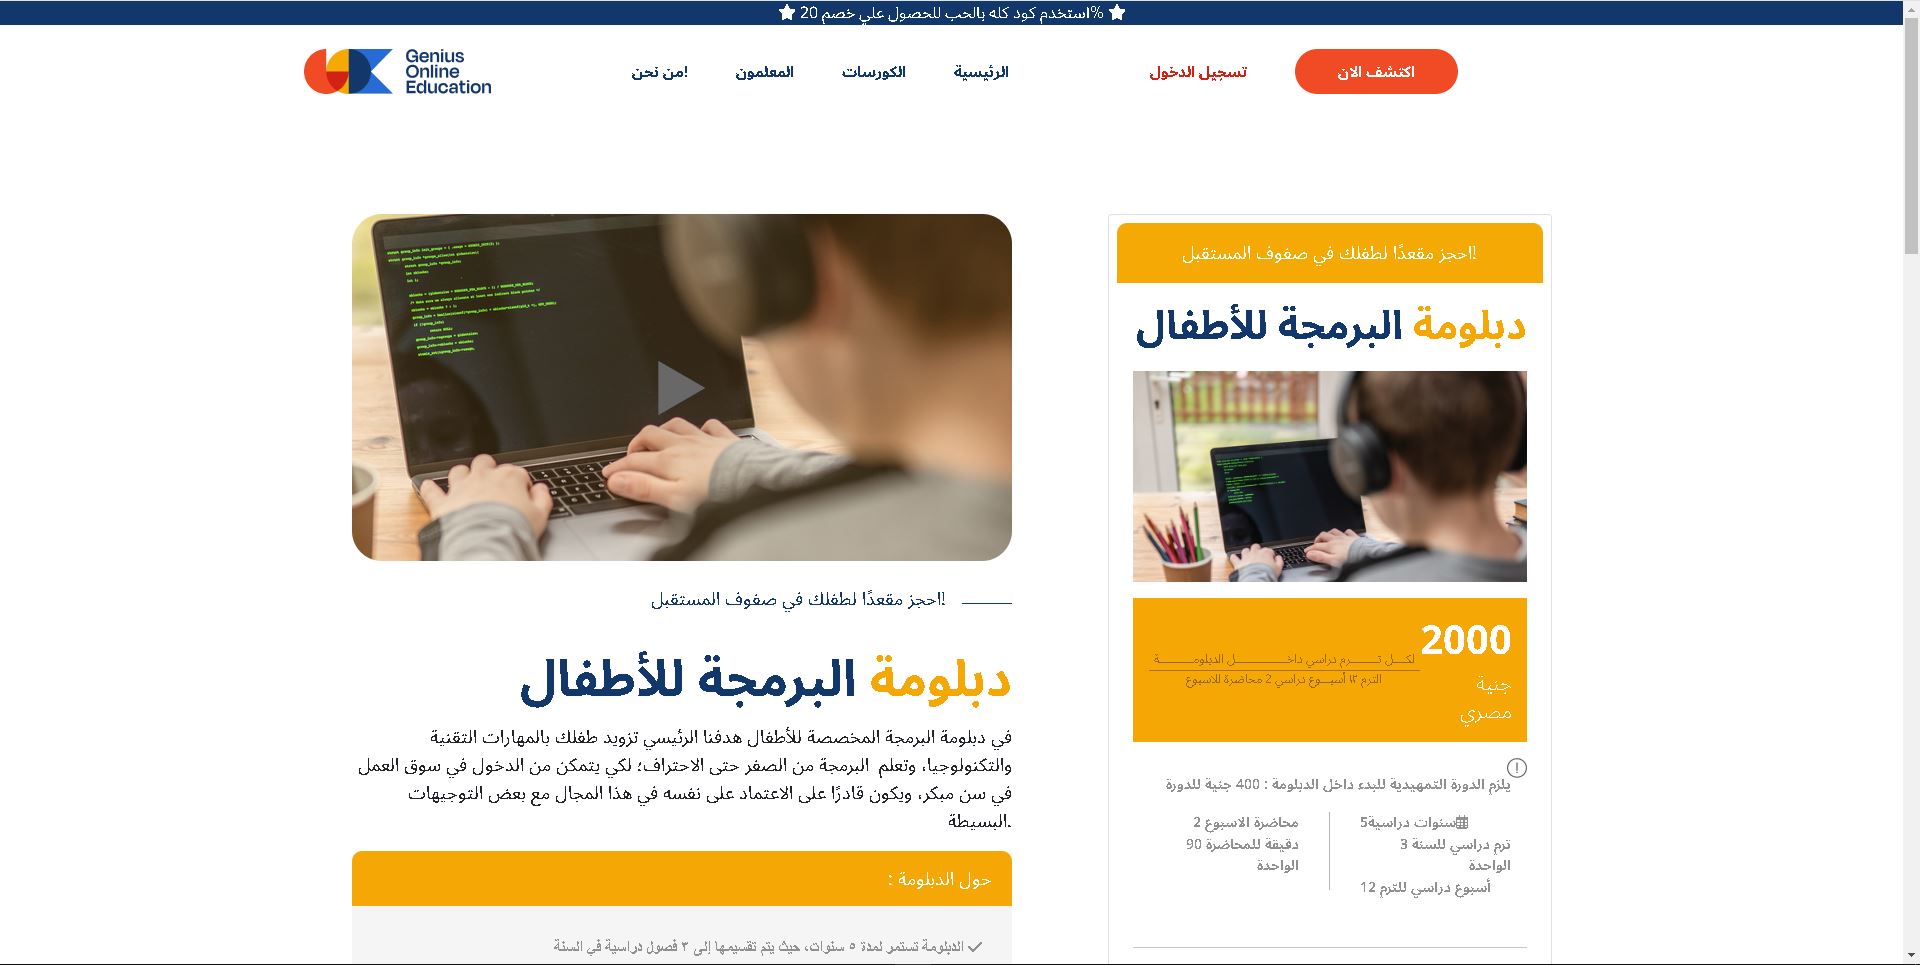 استخدم كود كله بالحب للحصول علي خصم 20%
Genius
Online
Education
من نحن!
المعلمون
الكورسات
الرئيسية
تسجيل الدخول
اكتشف الان
احجز مقعدًا لطفلك في صفوف المستقبل!
دبلومة البرمجة للأطفال
في دبلومة البرمجة المخصصة للأطفال هدفنا الرئيسي تزويد طفلك بالمهارات التقنية
والتكنولوجيا، وتعلم البرمجة من الصفر حتى الاحتراف؛ لكي يتمكن من الدخول في سوق العمل
في سن مبكر، ويكون قادرًا على الاعتماد على نفسه في هذا المجال مع بعض التوجيهات
البسيطة.
حول الدبلومة :
الدبلومة تستمر لمدة ٥ سنوات، حيث يتم تقسيمها إلى ٣ فصول دراسية في السنة
احجز مقعدًا لطفلك في صفوف المستقبل!
دبلومة البرمجة للأطفال
2000
جنية
مصري
لكـــل تـــــرم دراسي داخـــــــل الدبلومـــــــة
الترم ١٢ أسبـــوع دراسي 2 محاضرة للاسبوع
يلزم الدورة التمهيدية للبدء داخل الدبلومة : 400 جنية للدورة
5سنوات دراسية
3 ترم دراسي للسنة
الواحدة
12 أسبوع دراسي للترم
2 محاضرة الاسبوع
90 دقيقة للمحاضرة
الواحدة